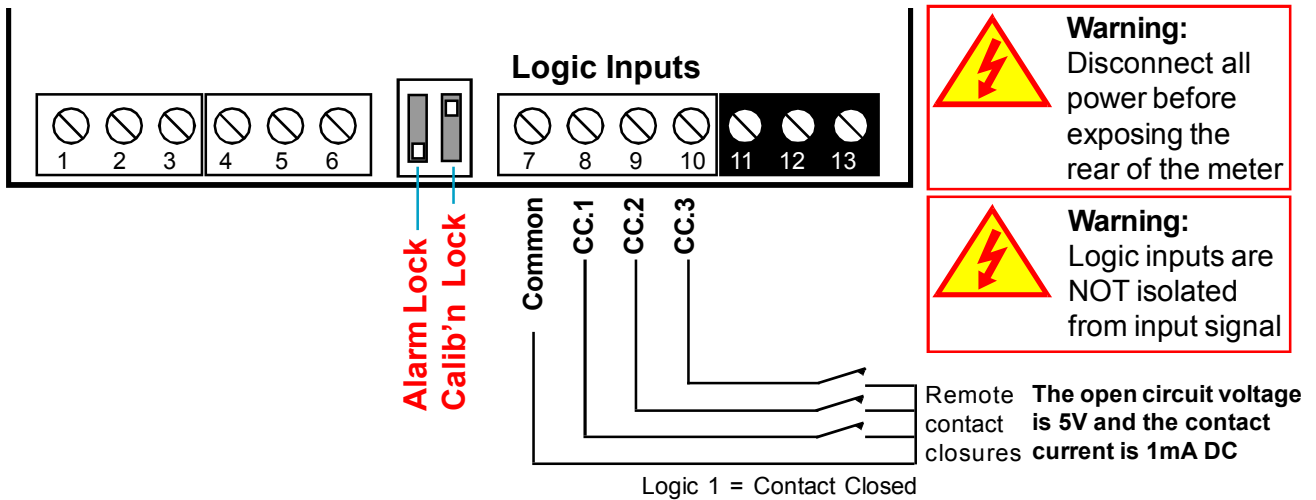 Logic Inputs
1 2 3 4 5 6 7 8 9 10 11 12 13
Alarm Lock
Calib’n Lock
Common
CC.1
CC.2
CC.3
Warning:
Disconnect all
power before
exposing the
rear of the meter
Warning:
Logic inputs are
NOT isolated
from input signal
Remote
contact
closures
The open circuit voltage
is 5V and the contact
current is 1mA DC
Logic 1 = Contact Closed